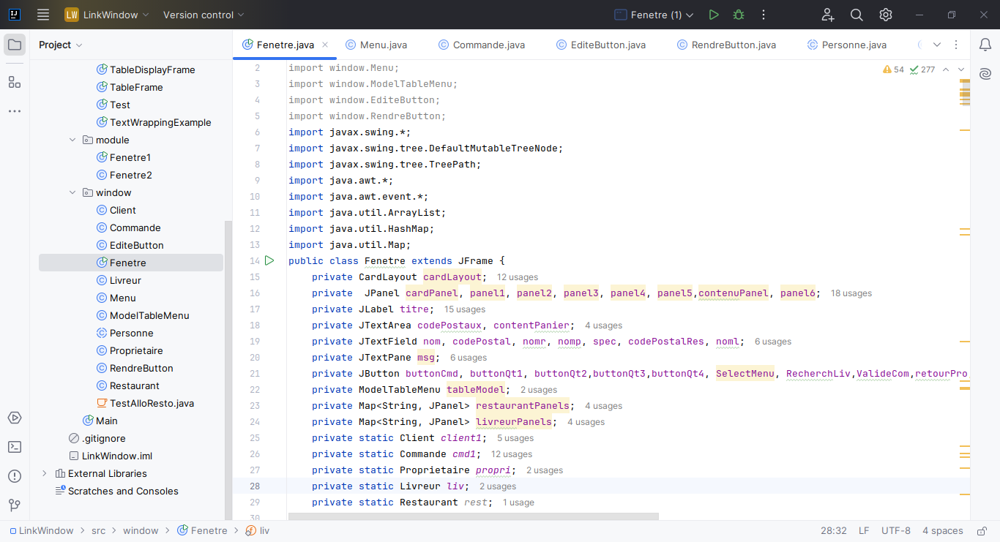 LW LinkWindow Version control Fenetre (1)
Project
Fenetre.java Menu.java Commande.java EditeButton.java RendreButton.java Personne.java
TableDisplayFrame
TableFrame
Test
TextWrappingExample
module
Fenetre1
Fenetre2
window
Client
Commande
EditeButton
Fenetre
Livreur
Menu
ModelTableMenu
Personne
Proprietaire
RendreButton
Restaurant
TestAlloResto.java
Main
.gitignore
LinkWindow.iml
External Libraries
Scratches and Consoles
54 277
2 import window.Menu;
3 import window.ModelTableMenu;
4 import window.EditeButton;
5 import window.RendreButton;
6 import javax.swing.*;
7 import javax.swing.tree.DefaultMutableTreeNode;
8 import javax.swing.tree.TreePath;
9 import java.awt.*;
10 import java.awt.event.*;
11 import java.util.ArrayList;
12 import java.util.HashMap;
13 import java.util.Map;
14 public class Fenetre extends JFrame {
15 private CardLayout cardLayout; 12 usages
16 private  JPanel cardPanel, panel1, panel2, panel3, panel4, panel5,contenuPanel, panel6; 18 usages
17 private JLabel titre; 15 usages
18 private JTextArea codePostaux, contentPanier; 4 usages
19 private JTextField nom, codePostal, nomr, nomp, spec, codePostalRes, noml; 6 usages
20 private JTextPane msg; 6 usages
21 private JButton buttonCmd, buttonQt1, buttonQt2,buttonQt3,buttonQt4, SelectMenu, RecherchLiv,ValideCom,retourPro
22 private ModelTableMenu tableModel; 2 usages
23 private Map<String, JPanel> restaurantPanels; 4 usages
24 private Map<String, JPanel> livreurPanels; 4 usages
25 private static Client client1; 5 usages
26 private static Commande cmd1; 12 usages
27 private static Proprietaire propri; 2 usages
28 private static Livreur liv; 2 usages
29 private static Restaurant rest; 1 usage
30
LinkWindow > src > window > Fenetre > liv 28:32 LF UTF-8 4 spaces